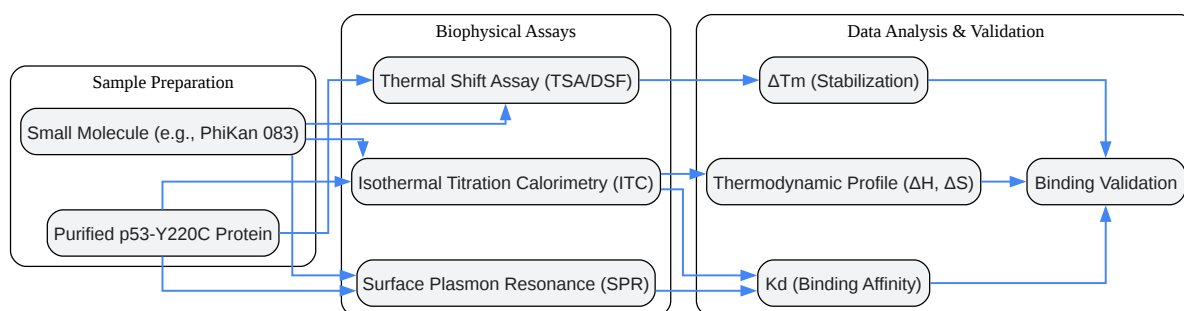 Sample Preparation
Small Molecule (e.g., PhiKan 083)
Purified p53-Y220C Protein
Biophysical Assays
Thermal Shift Assay (TSA/DSF)
Isothermal Titration Calorimetry (ITC)
Surface Plasmon Resonance (SPR)
Data Analysis & Validation
ΔTm (Stabilization)
Thermodynamic Profile (ΔH, ΔS)
Kd (Binding Affinity)
Binding Validation